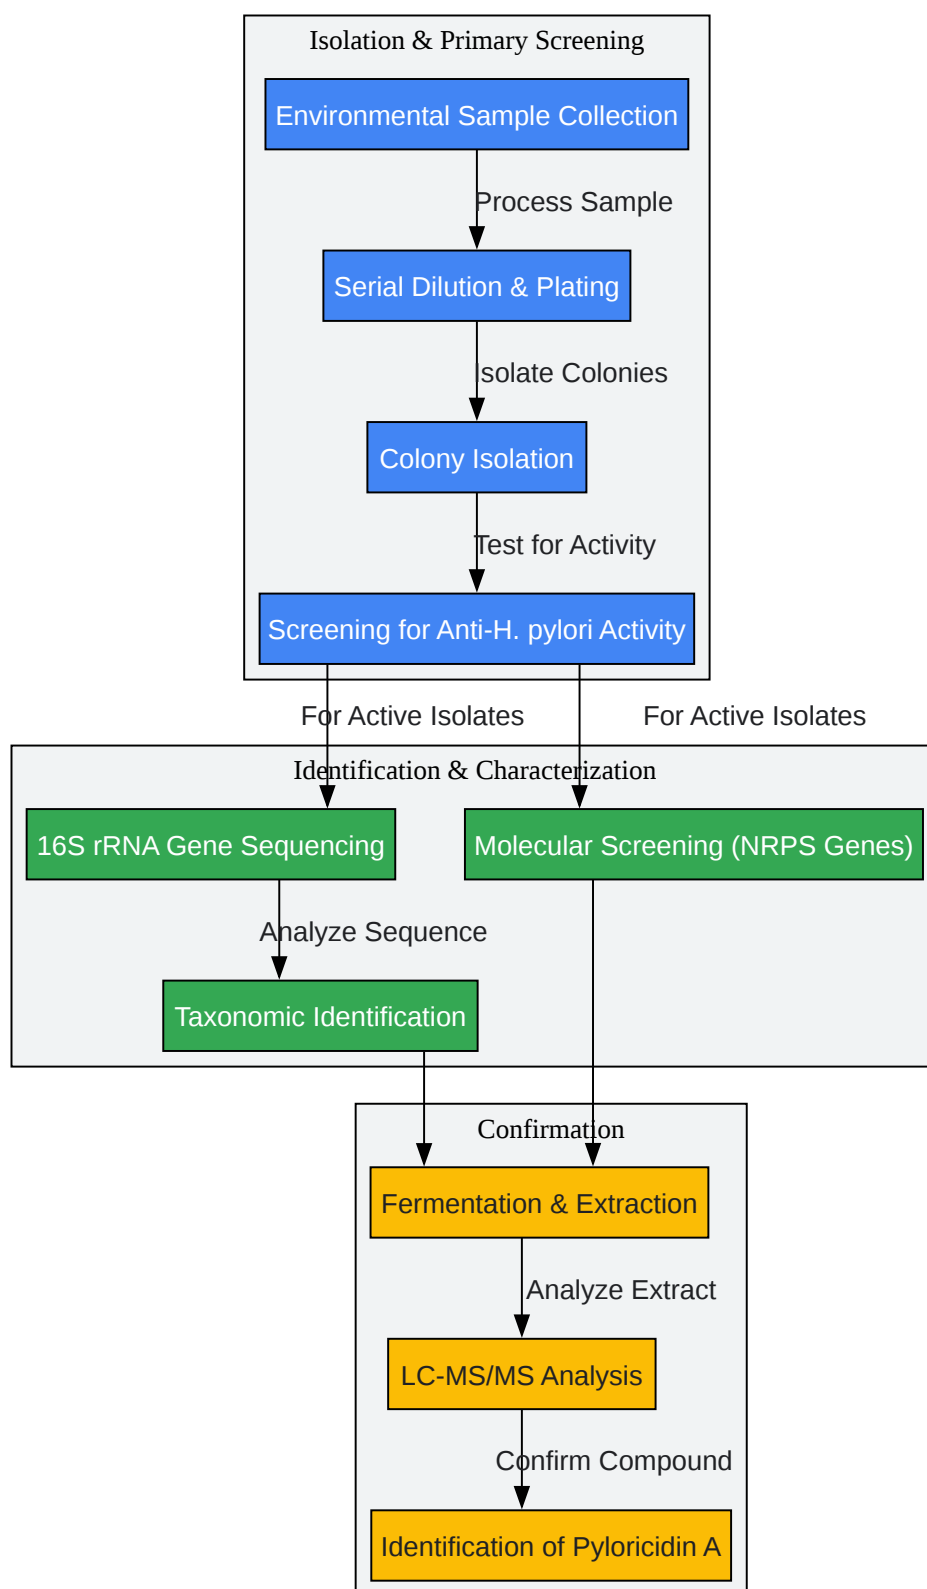 Isolation & Primary Screening
Environmental Sample Collection
Process Sample
Serial Dilution & Plating
Isolate Colonies
Colony Isolation
Test for Activity
Screening for Anti-H. pylori Activity
For Active Isolates
For Active Isolates
Identification & Characterization
16S rRNA Gene Sequencing
Molecular Screening (NRPS Genes)
Analyze Sequence
Taxonomic Identification
Confirmation
Fermentation & Extraction
Analyze Extract
LC-MS/MS Analysis
Confirm Compound
Identification of Pyloricidin A